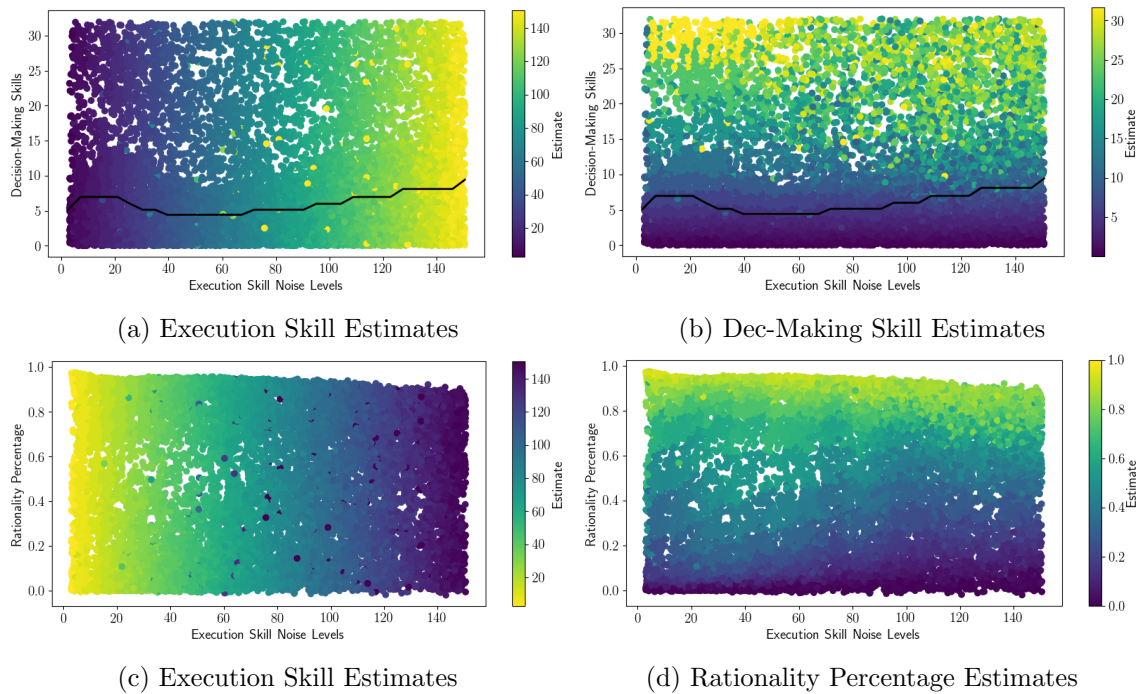 30
25
20
15
10
5
0
Decision-Making Skills
0 20 40 60 80 100 120 140
Execution Skill Noise Levels
140
120
100
80
60
40
20
Estimate
(a) Execution Skill Estimates
30
25
20
15
10
5
0
Decision-Making Skills
0 20 40 60 80 100 120 140
Execution Skill Noise Levels
30
25
20
15
10
5
Estimate
(b) Dec-Making Skill Estimates
1.0
0.8
0.6
0.4
0.2
0.0
Rationality Percentage
0 20 40 60 80 100 120 140
Execution Skill Noise Levels
140
120
100
80
60
40
20
Estimate
(c) Execution Skill Estimates
1.0
0.8
0.6
0.4
0.2
0.0
Rationality Percentage
0 20 40 60 80 100 120 140
Execution Skill Noise Levels
1.0
0.8
0.6
0.4
0.2
0.0
Estimate
(d) Rationality Percentage Estimates